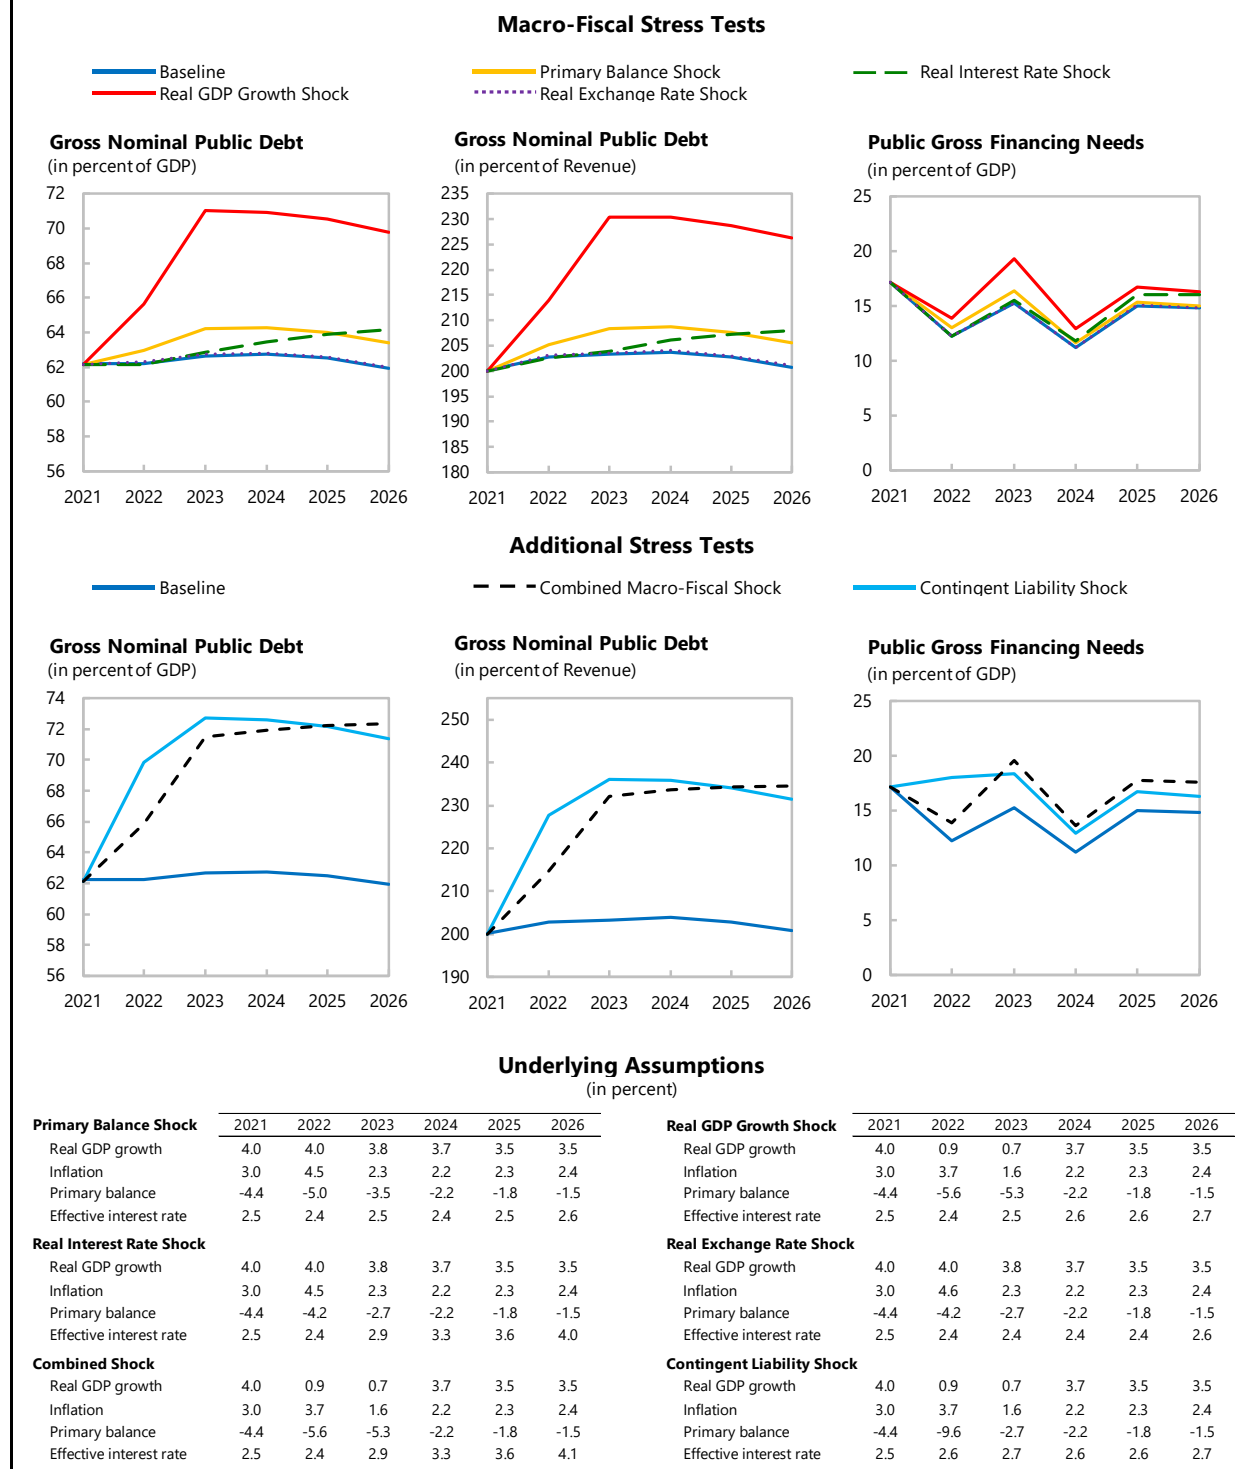 Macro-Fiscal Stress Tests
Baseline
Primary Balance Shock
Real Interest Rate Shock
Real GDP Growth Shock
Real Exchange Rate Shock
Gross Nominal Public Debt
(in percent of GDP)
72
70
68
66
64
62
60
58
56
2021 2022 2023 2024 2025 2026
Gross Nominal Public Debt
(in percent of Revenue)
235
230
225
220
215
210
205
200
195
190
185
180
2021 2022 2023 2024 2025 2026
Public Gross Financing Needs
(in percent of GDP)
25
20
15
10
5
0
2021 2022 2023 2024 2025 2026
Additional Stress Tests
Baseline
Combined Macro-Fiscal Shock
Contingent Liability Shock
Gross Nominal Public Debt
(in percent of GDP)
74
72
70
68
66
64
62
60
58
56
2021 2022 2023 2024 2025 2026
Gross Nominal Public Debt
(in percent of Revenue)
250
240
230
220
210
200
190
2021 2022 2023 2024 2025 2026
Public Gross Financing Needs
(in percent of GDP)
25
20
15
10
5
0
2021 2022 2023 2024 2025 2026
Underlying Assumptions
(in percent)
Primary Balance Shock 2021 2022 2023 2024 2025 2026
Real GDP growth 4.0 4.0 3.8 3.7 3.5 3.5
Inflation 3.0 4.5 2.3 2.2 2.3 2.4
Primary balance -4.4 -5.0 -3.5 -2.2 -1.8 -1.5
Effective interest rate 2.5 2.4 2.5 2.4 2.5 2.6
Real Interest Rate Shock
Real GDP growth 4.0 4.0 3.8 3.7 3.5 3.5
Inflation 3.0 4.5 2.3 2.2 2.3 2.4
Primary balance -4.4 -4.2 -2.7 -2.2 -1.8 -1.5
Effective interest rate 2.5 2.4 2.9 3.3 3.6 4.0
Combined Shock
Real GDP growth 4.0 0.9 0.7 3.7 3.5 3.5
Inflation 3.0 3.7 1.6 2.2 2.3 2.4
Primary balance -4.4 -5.6 -5.3 -2.2 -1.8 -1.5
Effective interest rate 2.5 2.4 2.9 3.3 3.6 4.1
Real GDP Growth Shock 2021 2022 2023 2024 2025 2026
Real GDP growth 4.0 0.9 0.7 3.7 3.5 3.5
Inflation 3.0 3.7 1.6 2.2 2.3 2.4
Primary balance -4.4 -5.6 -5.3 -2.2 -1.8 -1.5
Effective interest rate 2.5 2.4 2.5 2.6 2.6 2.7
Real Exchange Rate Shock
Real GDP growth 4.0 4.0 3.8 3.7 3.5 3.5
Inflation 3.0 4.6 2.3 2.2 2.3 2.4
Primary balance -4.4 -4.2 -2.7 -2.2 -1.8 -1.5
Effective interest rate 2.5 2.4 2.4 2.4 2.4 2.6
Contingent Liability Shock
Real GDP growth 4.0 0.9 0.7 3.7 3.5 3.5
Inflation 3.0 3.7 1.6 2.2 2.3 2.4
Primary balance -4.4 -9.6 -2.7 -2.2 -1.8 -1.5
Effective interest rate 2.5 2.6 2.7 2.6 2.6 2.7